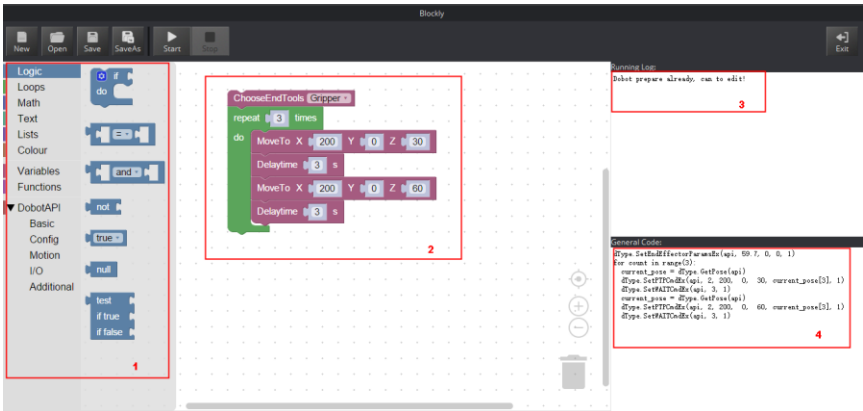 Blockly
New Open Save SaveAs Start Stop Exit
Logic
Loops
Math
Text
Lists
Colour
Variables
Functions
▼ DobotAPI
Basic
Config
Motion
I/O
Additional
if
do
=
and
not
true
null
test
if true
if false
1
ChooseEndTools Gripper
repeat 3 times
do MoveTo X 200 Y 0 Z 30
Delaytime 3 s
MoveTo X 200 Y 0 Z 60
Delaytime 3 s
2
Running Log:
Dobot prepare already, can to edit!
3
General Code:
dType.SetEndEffectorParamsEx(api, 59.7, 0, 0, 1)
for count in range(3):
current_pose = dType.GetPose(api)
dType.SetPTPCmdEx(api, 2, 200, 0, 30, current_pose[3], 1)
dType.SetWAITCmdEx(api, 3, 1)
current_pose = dType.GetPose(api)
dType.SetPTPCmdEx(api, 2, 200, 0, 60, current_pose[3], 1)
dType.SetWAITCmdEx(api, 3, 1)
4